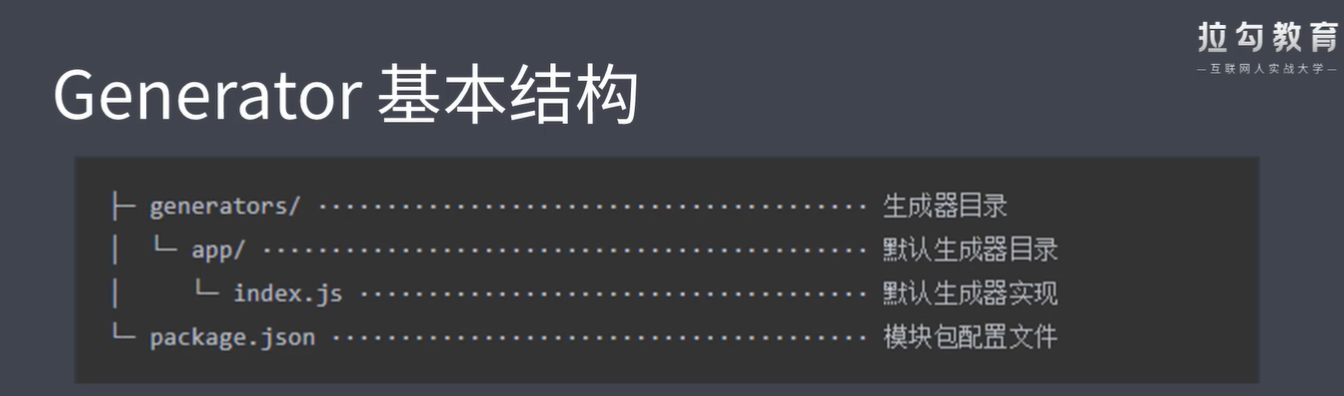 拉勾教育
—互联网人实战大学—
Generator 基本结构
├─ generators/ ········································ 生成器目录
│  └─ app/ ············································ 默认生成器目录
│     └─ index.js ····································· 默认生成器实现
└─ package.json ······································· 模块包配置文件